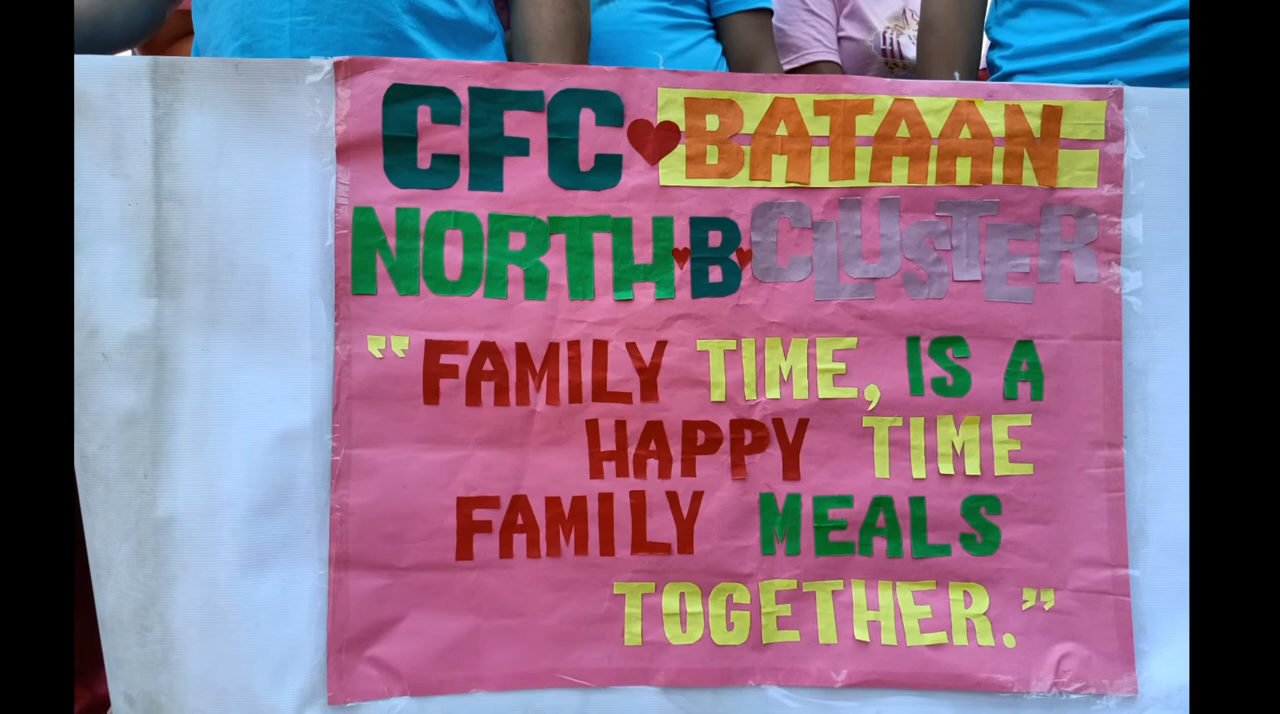 CFC BATAAN
NORTH B CLUSTER
"FAMILY TIME, IS A
HAPPY TIME
FAMILY MEALS
TOGETHER."